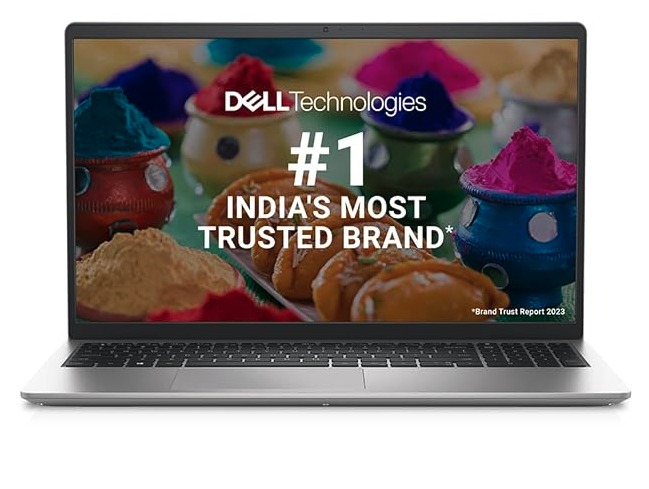 DELLTechnologies
#1
INDIA'S MOST
TRUSTED BRAND*
*Brand Trust Report 2023